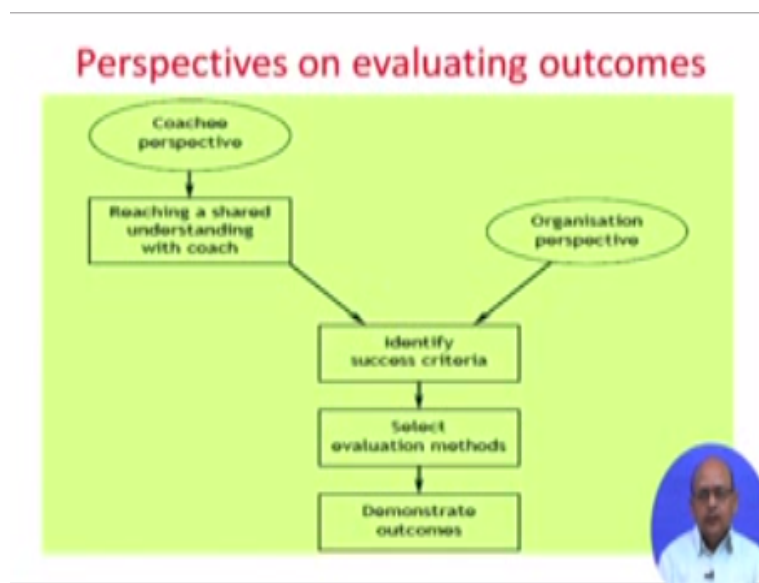 Perspectives on evaluating outcomes
Coachee
perspective
Reaching a shared
understanding
with coach
Organisation
perspective
Identify
success criteria
Select
evaluation methods
Demonstrate
outcomes